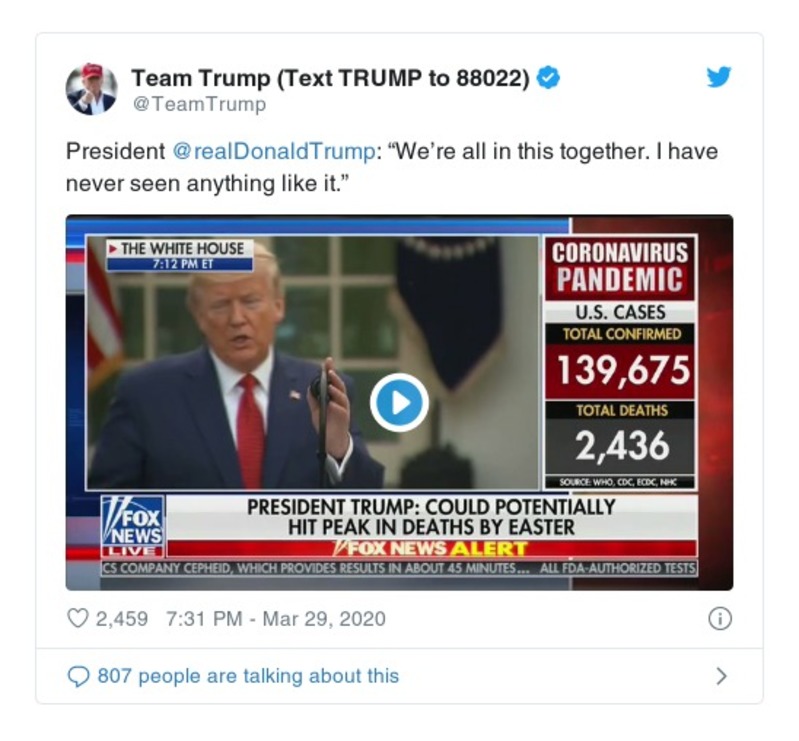 Team Trump (Text TRUMP to 88022)
@TeamTrump
President @realDonaldTrump: “We’re all in this together. I have
never seen anything like it.”
THE WHITE HOUSE
7:12 PM ET
CORONAVIRUS
PANDEMIC
U.S. CASES
TOTAL CONFIRMED
139,675
TOTAL DEATHS
2,436
SOURCE: WHO, CDC, ECDC, NHC
FOX
NEWS
LIVE
PRESIDENT TRUMP: COULD POTENTIALLY
HIT PEAK IN DEATHS BY EASTER
FOX NEWS ALERT
CS COMPANY CEPHEID, WHICH PROVIDES RESULTS IN ABOUT 45 MINUTES... ALL FDA-AUTHORIZED TESTS
2,459 7:31 PM - Mar 29, 2020
807 people are talking about this